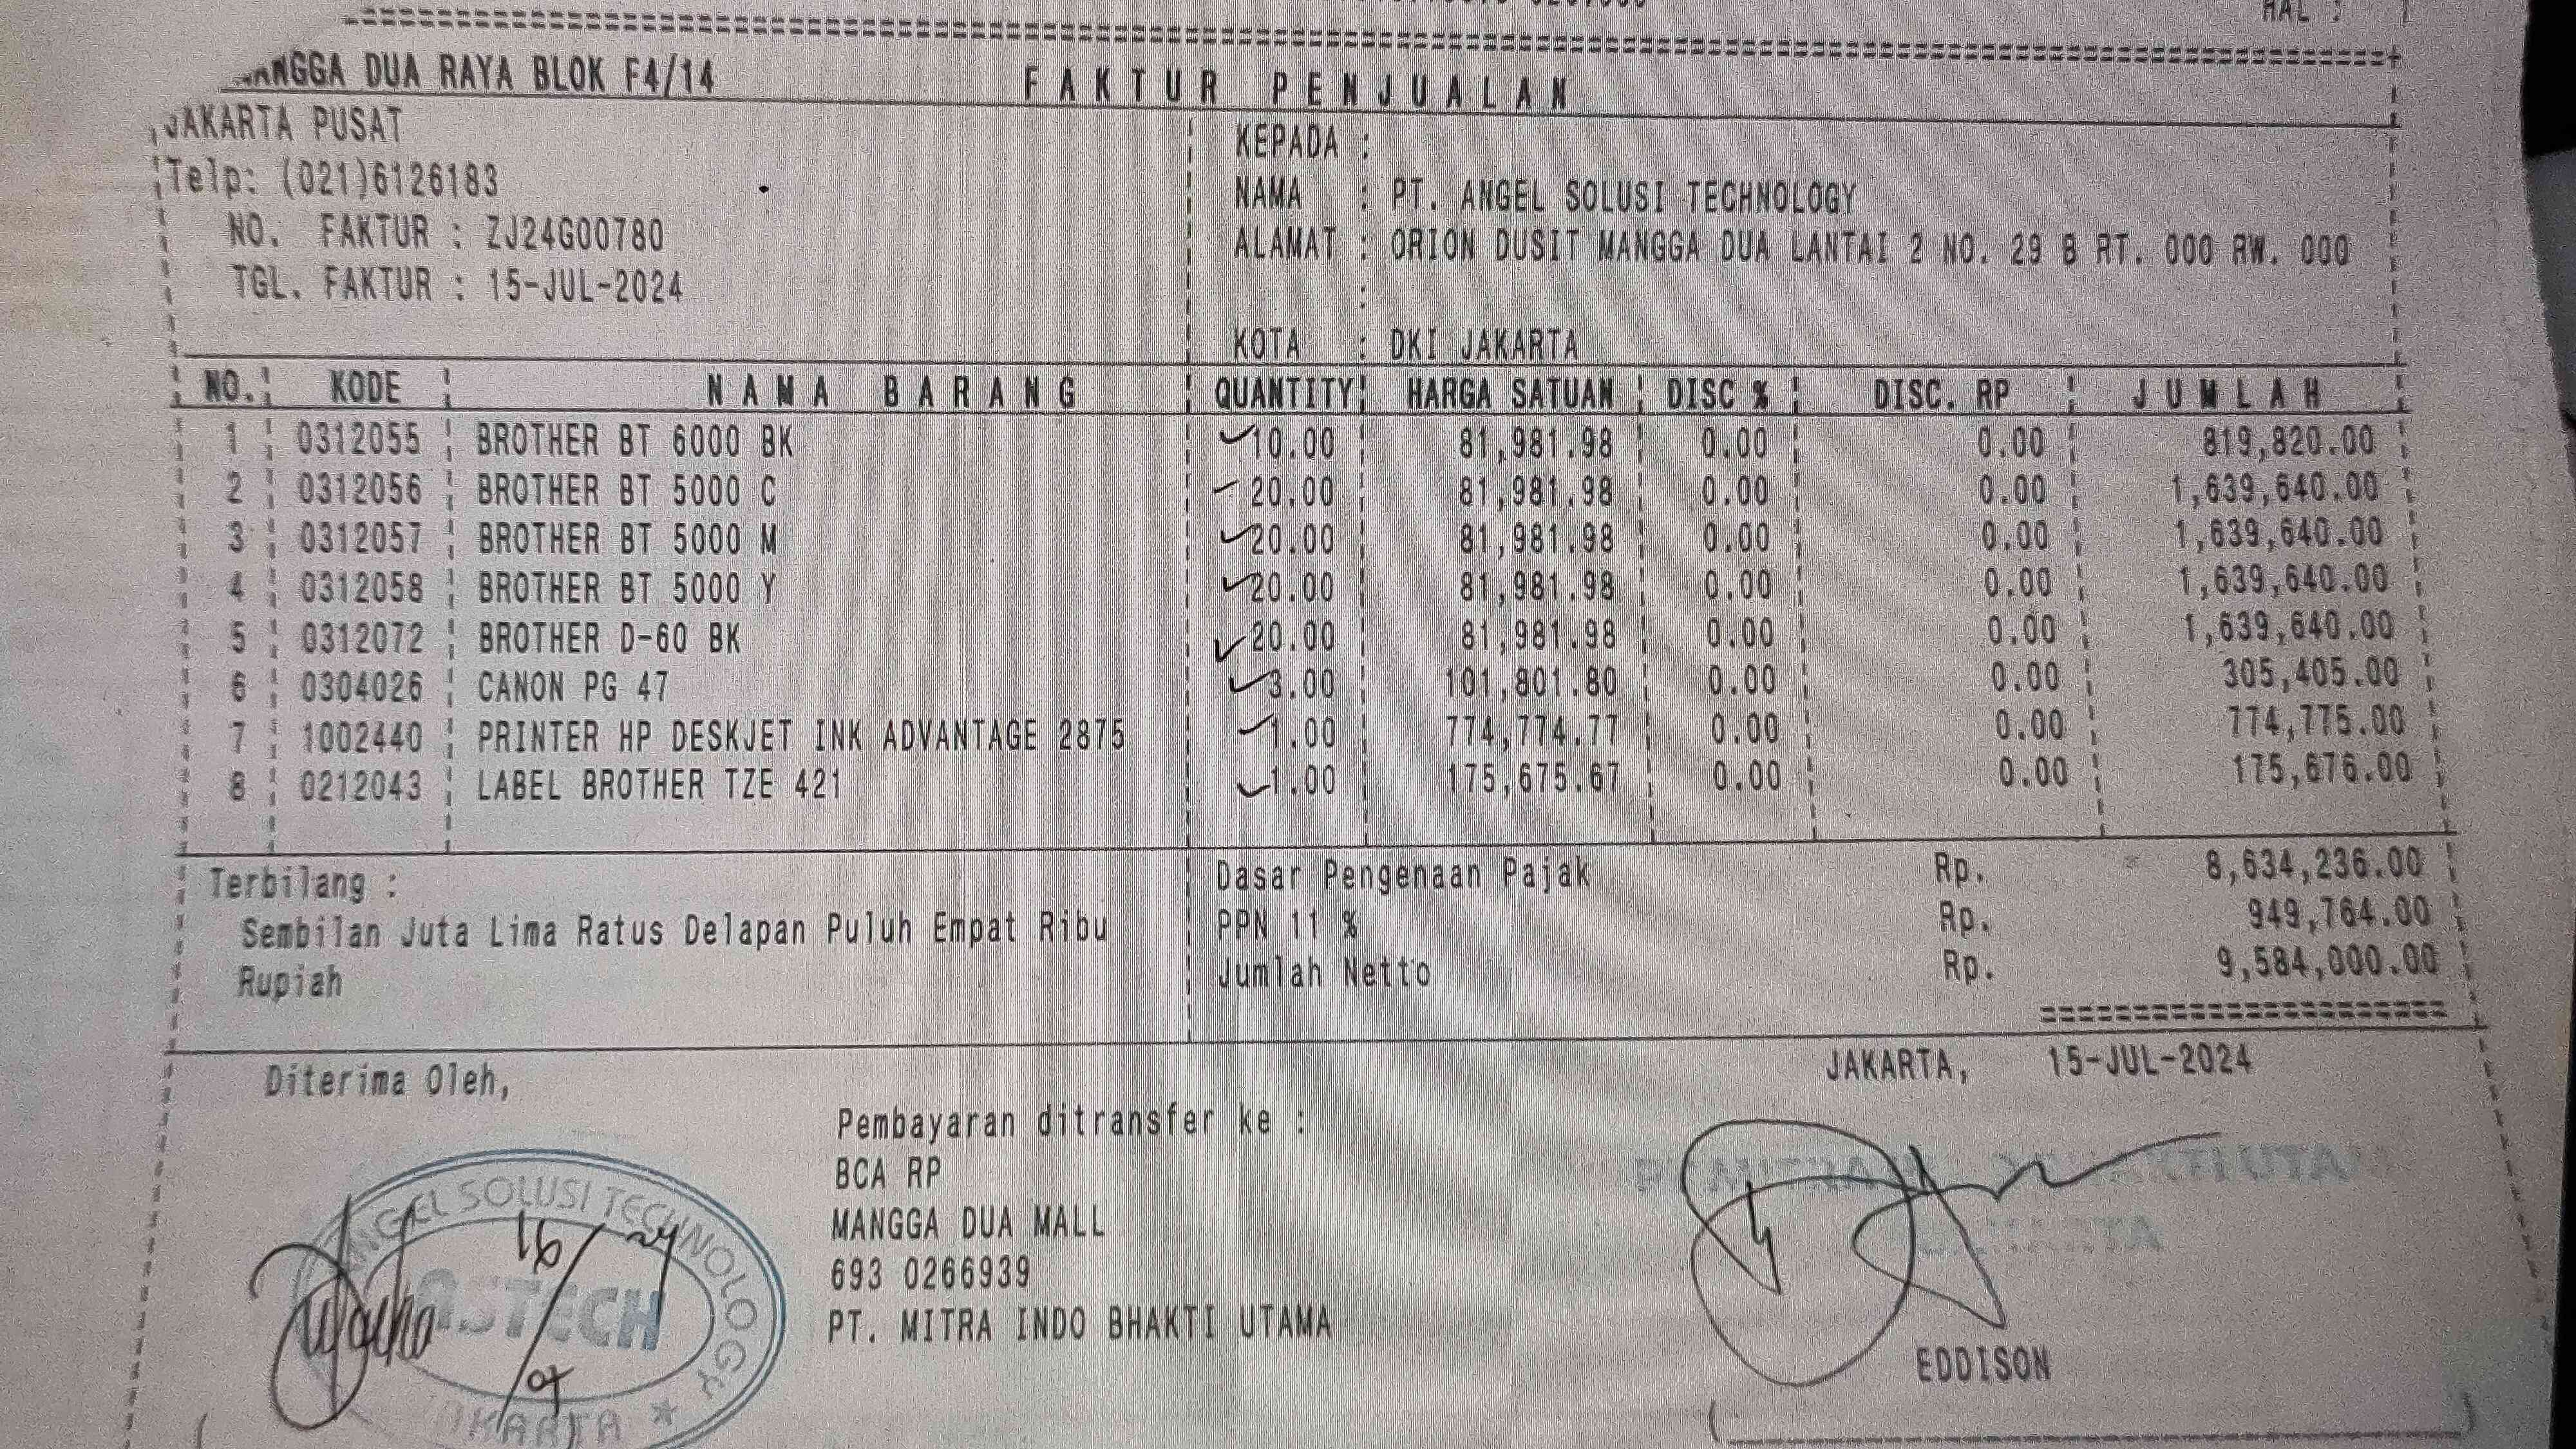 HAL :
MANGGA DUA RAYA BLOK F4/14
FAKTUR PENJUALAN
JAKARTA PUSAT
Telp: (021)6126183
NO. FAKTUR : ZJ24G00780
TGL. FAKTUR : 15-JUL-2024
KEPADA :
NAMA : PT. ANGEL SOLUSI TECHNOLOGY
ALAMAT : ORION DUSIT MANGGA DUA LANTAI 2 NO. 29 B RT. 000 RW. 000
:
KOTA : DKI JAKARTA
NO. KODE NAMA BARANG QUANTITY HARGA SATUAN DISC % DISC. RP JUMLAH
1 0312055 BROTHER BT 6000 BK 10.00 81,981.98 0.00 0.00 819,820.00
2 0312056 BROTHER BT 5000 C 20.00 81,981.98 0.00 0.00 1,639,640.00
3 0312057 BROTHER BT 5000 M 20.00 81,981.98 0.00 0.00 1,639,640.00
4 0312058 BROTHER BT 5000 Y 20.00 81,981.98 0.00 0.00 1,639,640.00
5 0312072 BROTHER D-60 BK 20.00 81,981.98 0.00 0.00 1,639,640.00
6 0304026 CANON PG 47 3.00 101,801.80 0.00 0.00 305,405.00
7 1002440 PRINTER HP DESKJET INK ADVANTAGE 2875 1.00 774,774.77 0.00 0.00 774,775.00
8 0212043 LABEL BROTHER TZE 421 1.00 175,675.67 0.00 0.00 175,676.00
Terbilang :
Sembilan Juta Lima Ratus Delapan Puluh Empat Ribu
Rupiah
Dasar Pengenaan Pajak Rp. 8,634,236.00
PPN 11 % Rp. 949,764.00
Jumlah Netto Rp. 9,584,000.00
Diterima Oleh,
JAKARTA, 15-JUL-2024
Pembayaran ditransfer ke :
BCA RP
MANGGA DUA MALL
693 0266939
PT. MITRA INDO BHAKTI UTAMA
ANGEL SOLUSI TECHNOLOGY
ASTECH
JAKARTA
16/07 24
EDDISON